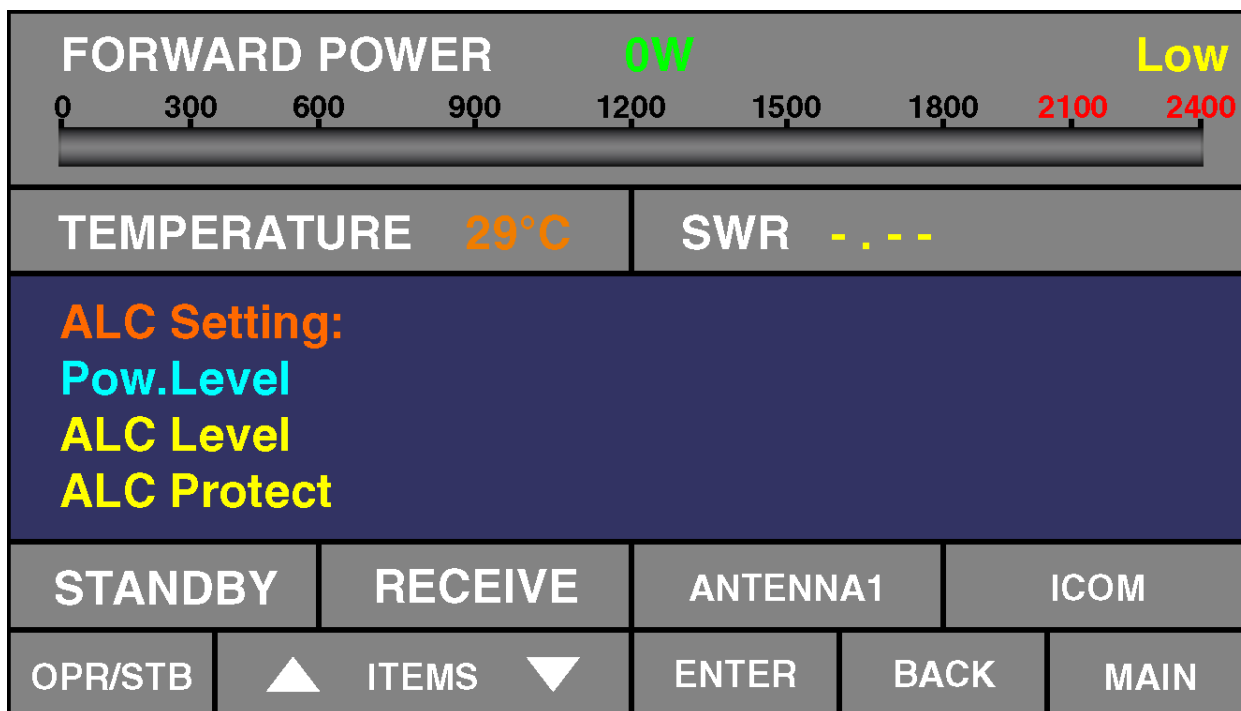 FORWARD POWER 0W Low
0 300 600 900 1200 1500 1800 2100 2400
TEMPERATURE 29°C SWR -.--
ALC Setting:
Pow.Level
ALC Level
ALC Protect
STANDBY RECEIVE ANTENNA1 ICOM
OPR/STB ▲ ITEMS ▼ ENTER BACK MAIN